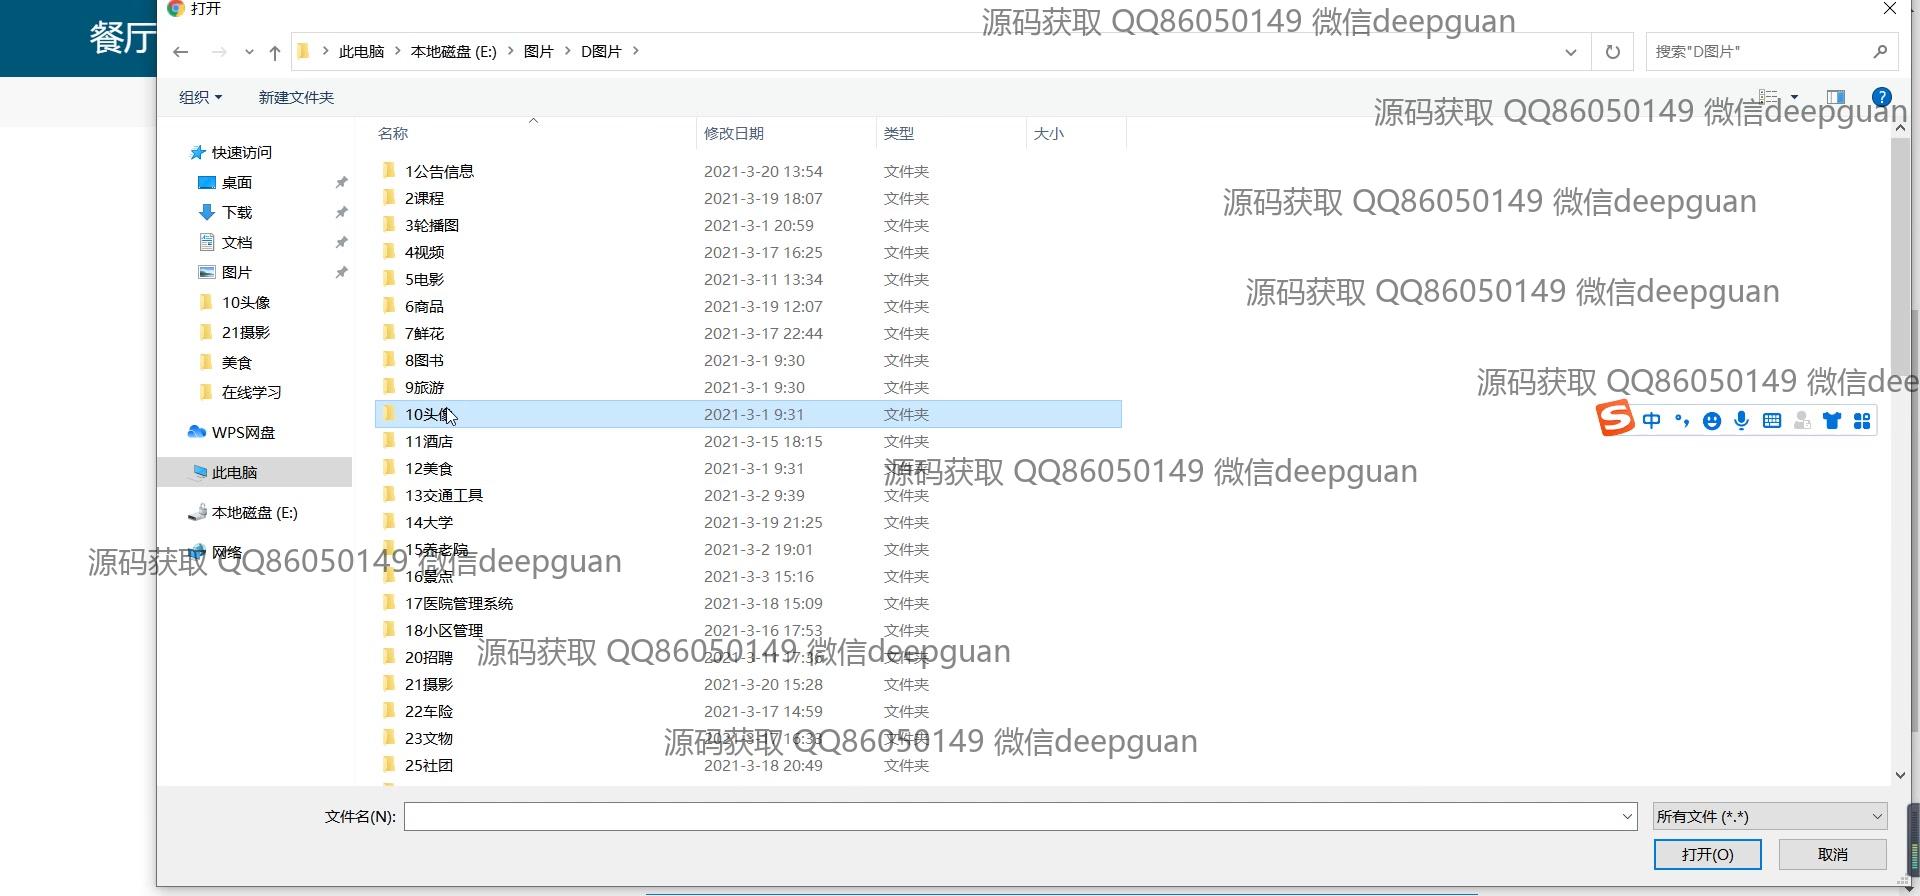 餐厅
打开
源码获取 QQ86050149 微信deepguan
此电脑 本地磁盘 (E:) 图片 D图片
搜索"D图片"
组织 新建文件夹
源码获取 QQ86050149 微信deepguan
名称 修改日期 类型 大小
快速访问
桌面
下载
文档
图片
10头像
21摄影
美食
在线学习
WPS网盘
此电脑
本地磁盘 (E:)
网络
1公告信息 2021-3-20 13:54 文件夹
2课程 2021-3-19 18:07 文件夹
源码获取 QQ86050149 微信deepguan
3轮播图 2021-3-1 20:59 文件夹
4视频 2021-3-17 16:25 文件夹
5电影 2021-3-11 13:34 文件夹
源码获取 QQ86050149 微信deepguan
6商品 2021-3-19 12:07 文件夹
7鲜花 2021-3-17 22:44 文件夹
8图书 2021-3-1 9:30 文件夹
源码获取 QQ86050149 微信dee
9旅游 2021-3-1 9:30 文件夹
10头像 2021-3-1 9:31 文件夹
中
11酒店 2021-3-15 18:15 文件夹
12美食 2021-3-1 9:31 文件夹
源码获取 QQ86050149 微信deepguan
13交通工具 2021-3-2 9:39 文件夹
14大学 2021-3-19 21:25 文件夹
15养老院 2021-3-2 19:01 文件夹
源码获取 QQ86050149 微信deepguan
16景点 2021-3-3 15:16 文件夹
17医院管理系统 2021-3-18 15:09 文件夹
18小区管理 2021-3-16 17:53 文件夹
源码获取 QQ86050149 微信deepguan
20招聘 2021-3-11 17:36 文件夹
21摄影 2021-3-20 15:28 文件夹
22车险 2021-3-17 14:59 文件夹
23文物 2021-3-17 16:33 文件夹
源码获取 QQ86050149 微信deepguan
25社团 2021-3-18 20:49 文件夹
文件名(N): 所有文件 (*.*)
打开(O) 取消